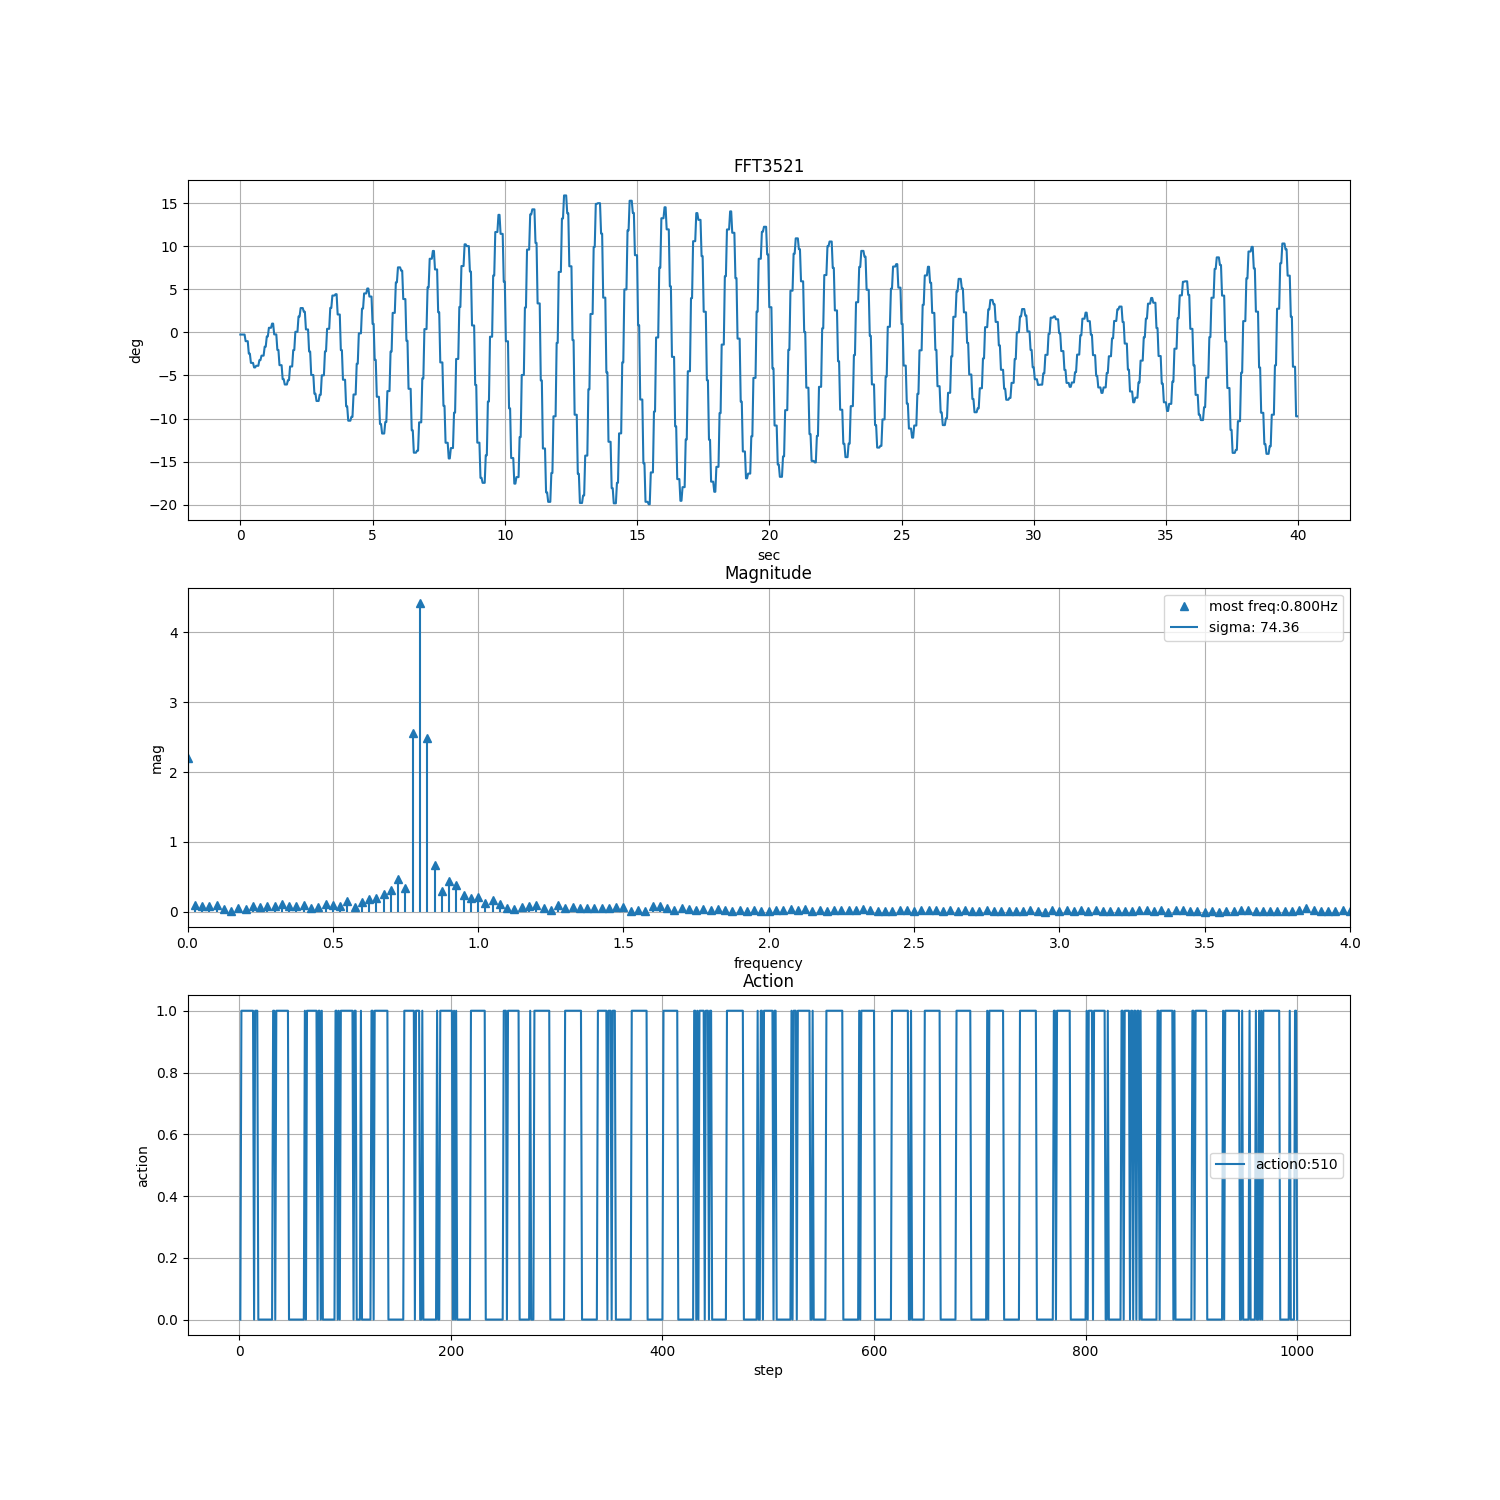 FFT3521
15
10
5
0
−5
−10
−15
−20
deg
0 5 10 15 20 25 30 35 40
sec
Magnitude
most freq:0.800Hz
sigma: 74.36
4
3
2
1
0
mag
0.0 0.5 1.0 1.5 2.0 2.5 3.0 3.5 4.0
frequency
Action
1.0
0.8
0.6
0.4
0.2
0.0
action
action0:510
0 200 400 600 800 1000
step